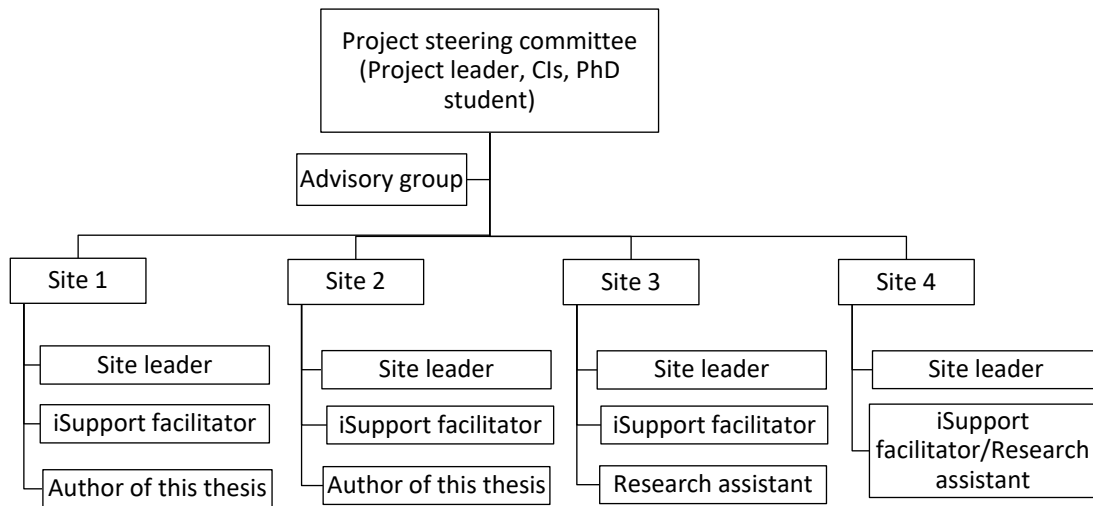 Project steering committee
(Project leader, CIs, PhD
student)
Advisory group
Site 1
Site 2
Site 3
Site 4
Site leader
Site leader
Site leader
Site leader
iSupport facilitator
iSupport facilitator
iSupport facilitator
iSupport
facilitator/Research
assistant
Author of this thesis
Author of this thesis
Research assistant